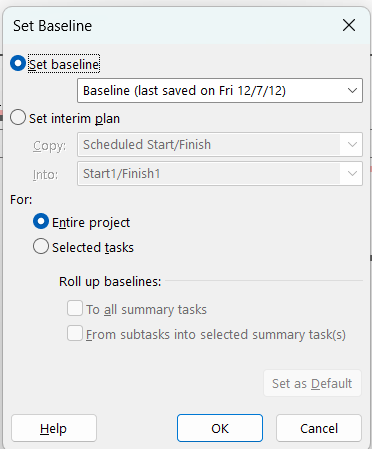 Set Baseline
Set baseline
Baseline (last saved on Fri 12/7/12)
Set interim plan
Copy: Scheduled Start/Finish
Into: Start1/Finish1
For:
Entire project
Selected tasks
Roll up baselines:
To all summary tasks
From subtasks into selected summary task(s)
Set as Default
Help OK Cancel